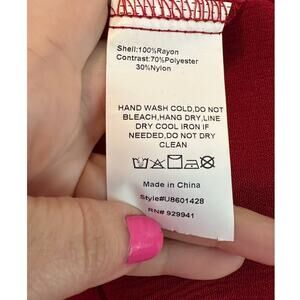 Shell:100%Rayon
Contrast:70%Polyester
30%Nylon
HAND WASH COLD,DO NOT
BLEACH,HANG DRY,LINE
DRY COOL IRON IF
NEEDED,DO NOT DRY
CLEAN
Made in China
Style#U8601428
RN# 929941